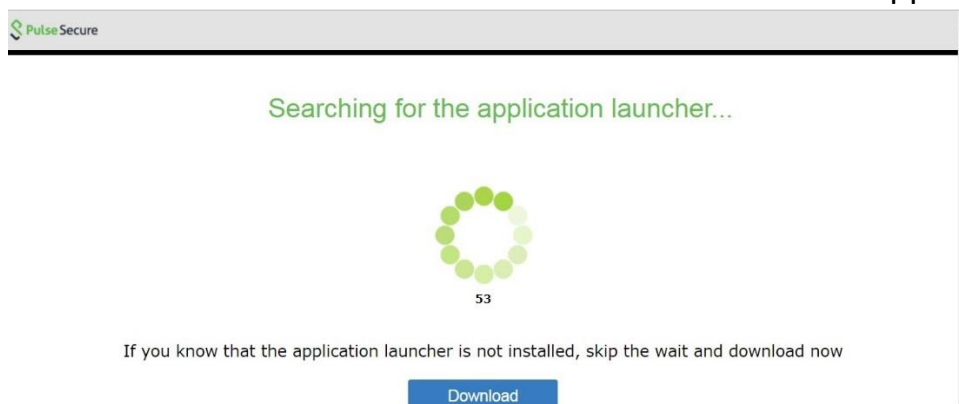 Pulse Secure
Searching for the application launcher...
53
If you know that the application launcher is not installed, skip the wait and download now
Download